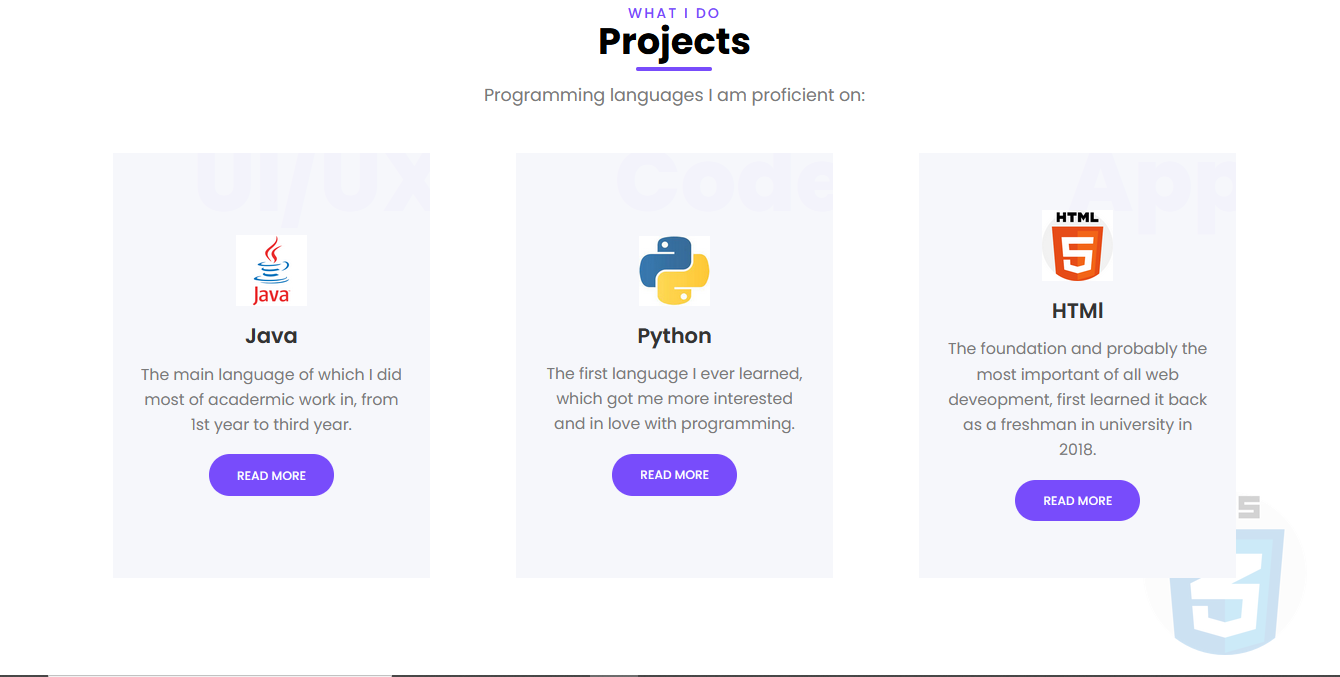 WHAT I DO
Projects
Programming languages I am proficient on:
UI/UX
Java
Java
The main language of which I did
most of acadermic work in, from
1st year to third year.
READ MORE
Code
Python
The first language I ever learned,
which got me more interested
and in love with programming.
READ MORE
App
HTML
5
HTMl
The foundation and probably the
most important of all web
deveopment, first learned it back
as a freshman in university in
2018.
READ MORE
S